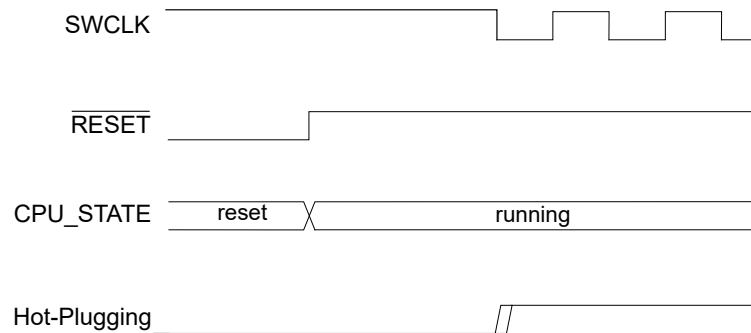 SWCLK
RESET
CPU_STATE
reset
running
Hot-Plugging